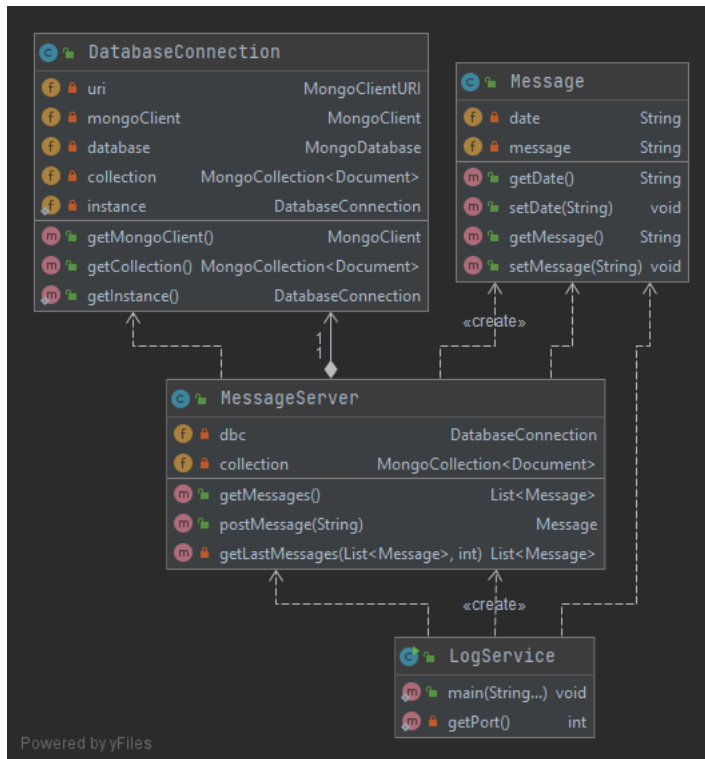 DatabaseConnection
uri MongoClientURI
mongoClient MongoClient
database MongoDatabase
collection MongoCollection<Document>
instance DatabaseConnection
getMongoClient() MongoClient
getCollection() MongoCollection<Document>
getInstance() DatabaseConnection
Message
date String
message String
getDate() String
setDate(String) void
getMessage() String
setMessage(String) void
«create»
1
1
MessageServer
dbc DatabaseConnection
collection MongoCollection<Document>
getMessages() List<Message>
postMessage(String) Message
getLastMessages(List<Message>, int) List<Message>
«create»
LogService
main(String...) void
getPort() int
Powered by yFiles